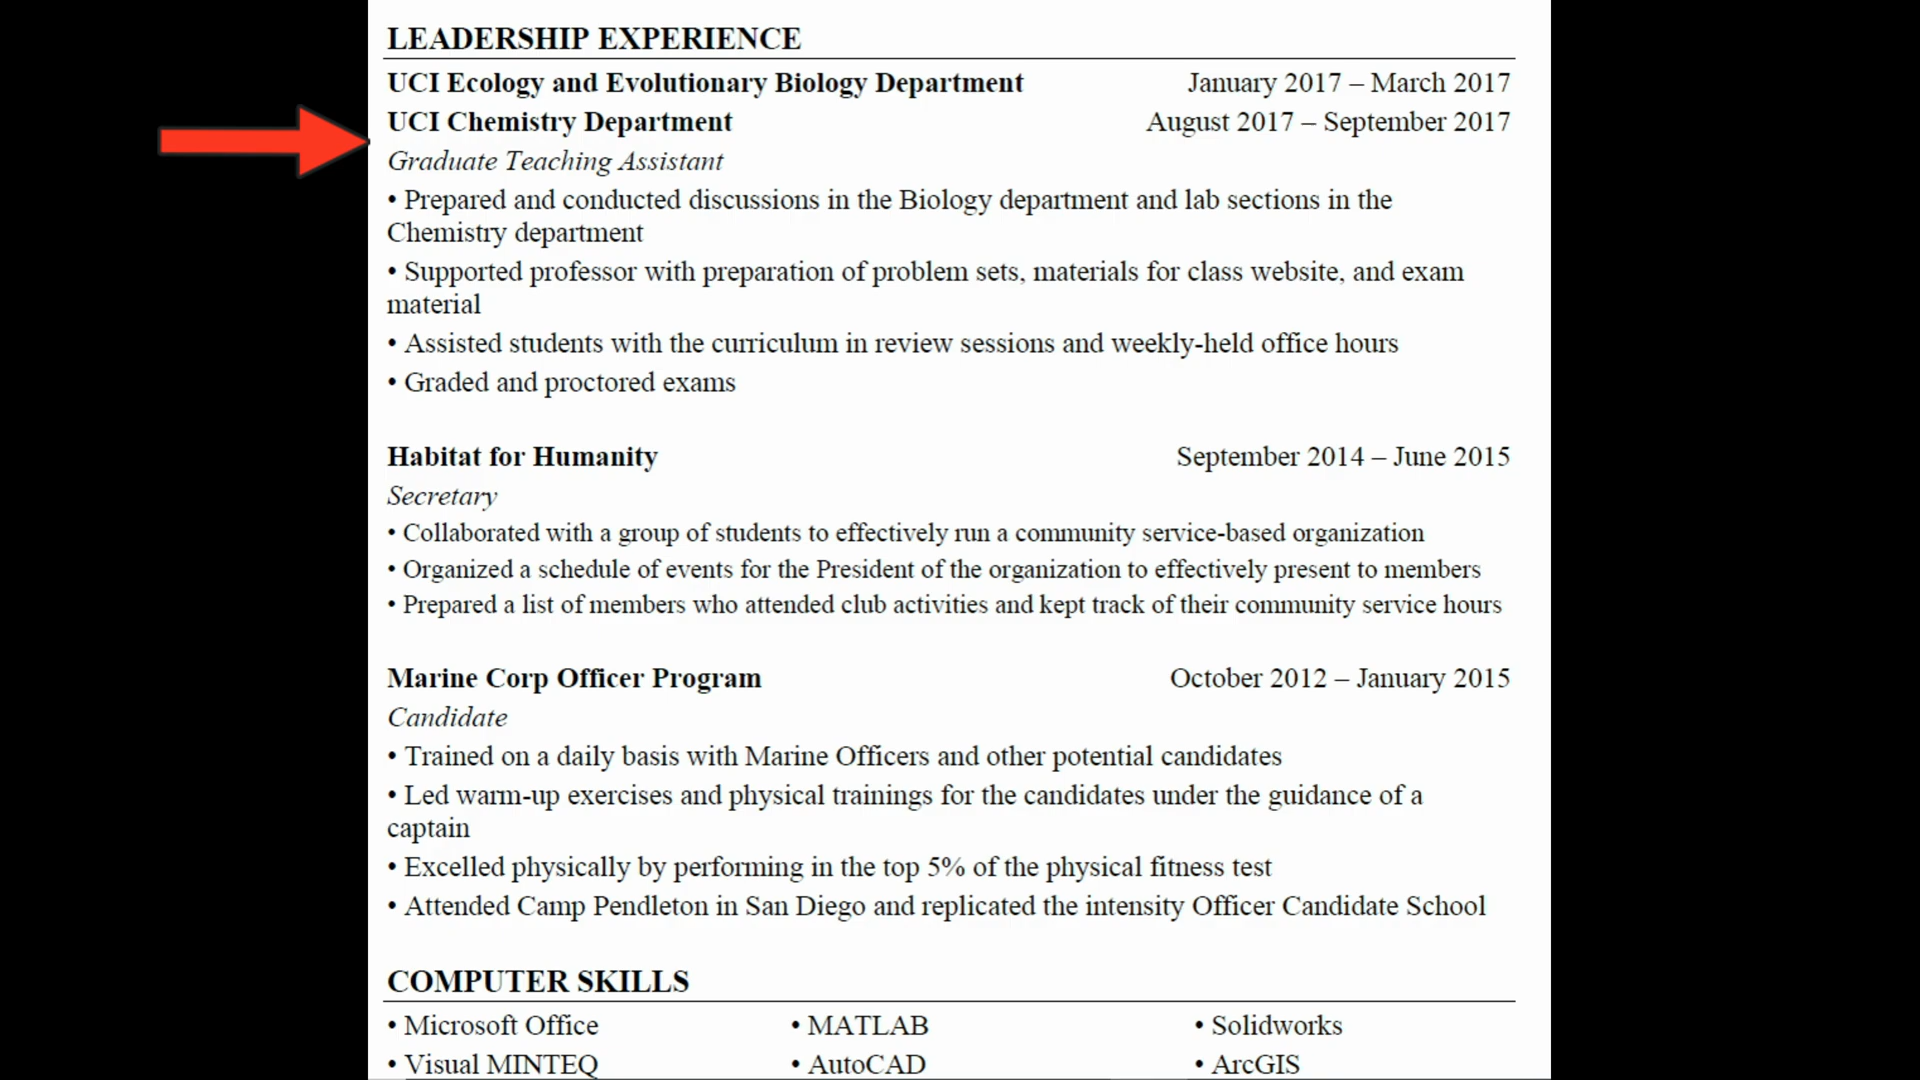 LEADERSHIP EXPERIENCE
UCI Ecology and Evolutionary Biology Department January 2017 – March 2017
UCI Chemistry Department August 2017 – September 2017
Graduate Teaching Assistant
• Prepared and conducted discussions in the Biology department and lab sections in the
Chemistry department
• Supported professor with preparation of problem sets, materials for class website, and exam
material
• Assisted students with the curriculum in review sessions and weekly-held office hours
• Graded and proctored exams
Habitat for Humanity September 2014 – June 2015
Secretary
• Collaborated with a group of students to effectively run a community service-based organization
• Organized a schedule of events for the President of the organization to effectively present to members
• Prepared a list of members who attended club activities and kept track of their community service hours
Marine Corp Officer Program October 2012 – January 2015
Candidate
• Trained on a daily basis with Marine Officers and other potential candidates
• Led warm-up exercises and physical trainings for the candidates under the guidance of a
captain
• Excelled physically by performing in the top 5% of the physical fitness test
• Attended Camp Pendleton in San Diego and replicated the intensity Officer Candidate School
COMPUTER SKILLS
• Microsoft Office • MATLAB • Solidworks
• Visual MINTEQ • AutoCAD • ArcGIS